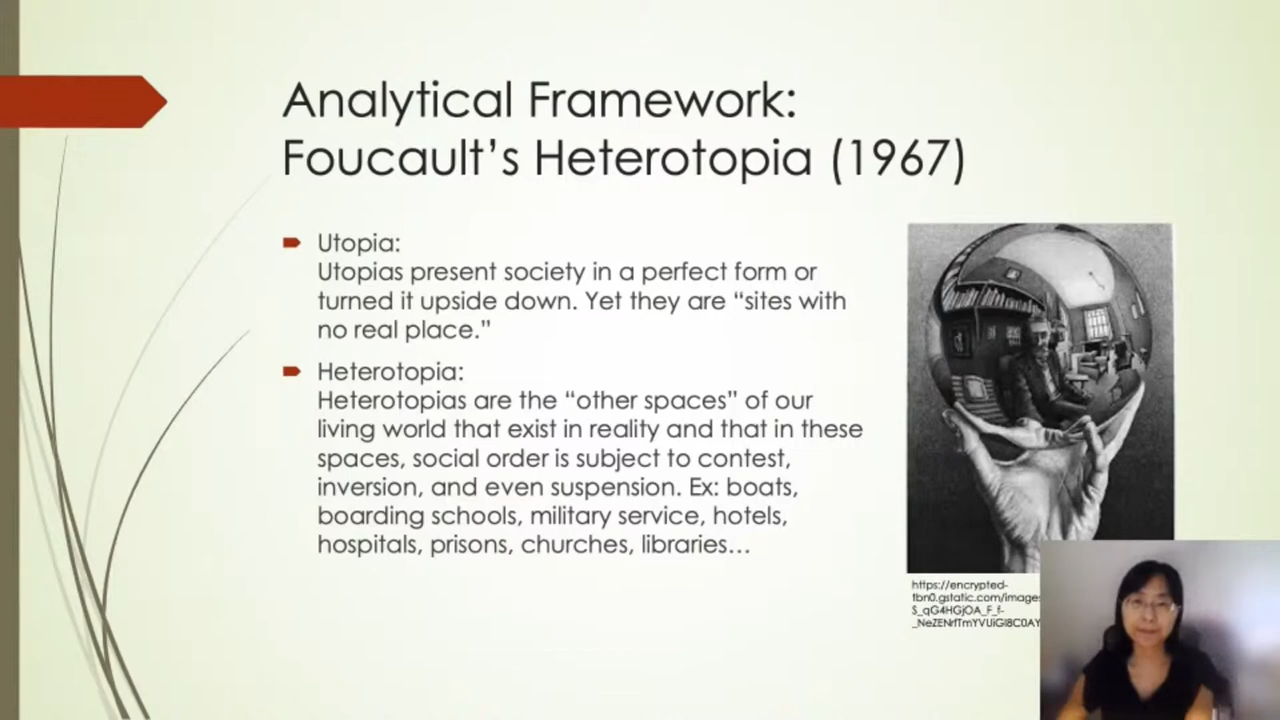 Analytical Framework:
Foucault’s Heterotopia (1967)
Utopia:
Utopias present society in a perfect form or
turned it upside down. Yet they are “sites with
no real place.”
Heterotopia:
Heterotopias are the “other spaces” of our
living world that exist in reality and that in these
spaces, social order is subject to contest,
inversion, and even suspension. Ex: boats,
boarding schools, military service, hotels,
hospitals, prisons, churches, libraries…
https://encrypted-
tbn0.gstatic.com/images
S_qG4HGjOA_F_f-